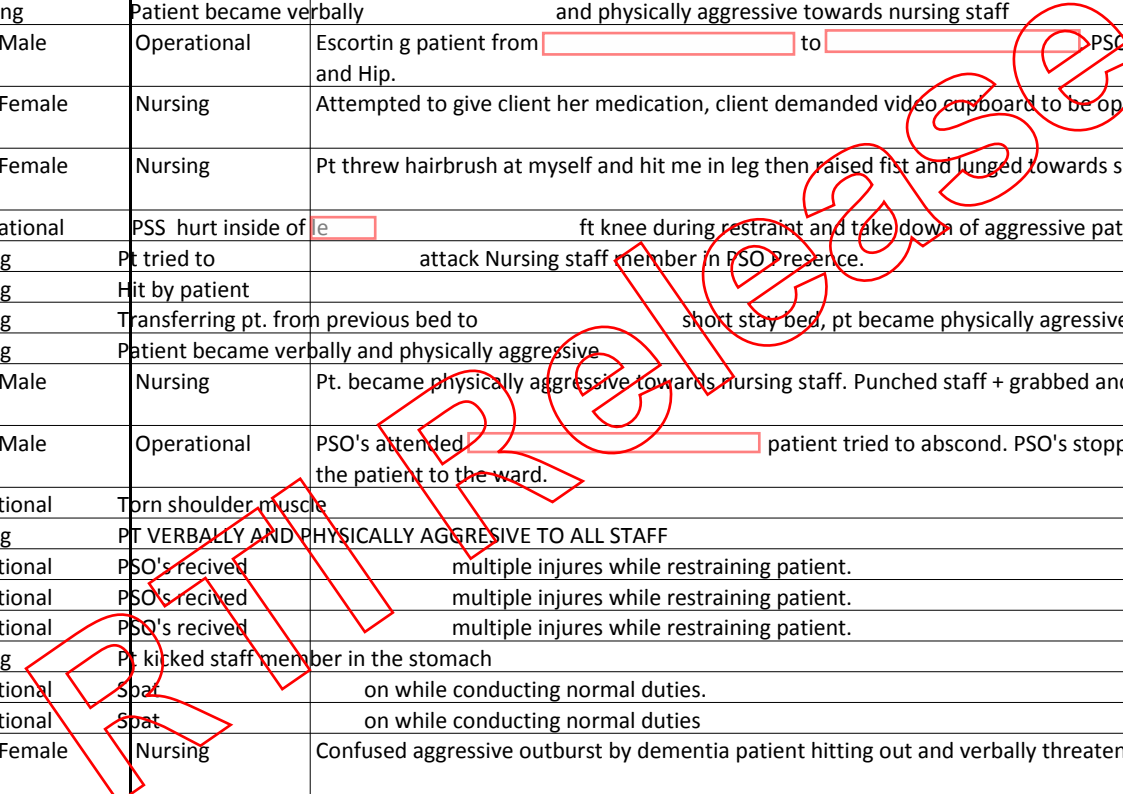 ng Patient became verbally and physically aggressive towards nursing staff
Male Operational Escortin g patient from to PSO
and Hip.
Female Nursing Attempted to give client her medication, client demanded video cupboard to be op
Female Nursing Pt threw hairbrush at myself and hit me in leg then raised fist and lunged towards s
ational PSS hurt inside of le ft knee during restraint and take down of aggressive pat
g Pt tried to attack Nursing staff member in PSO Presence.
g Hit by patient
g Transferring pt. from previous bed to short stay bed, pt became physically agressive
g Patient became verbally and physically aggressive
Male Nursing Pt. became physically aggressive towards nursing staff. Punched staff + grabbed and
Male Operational PSO's attended patient tried to abscond. PSO's stopp
the patient to the ward.
tional Torn shoulder muscle
g PT VERBALLY AND PHYSICALLY AGGRESIVE TO ALL STAFF
tional PSO's recived multiple injures while restraining patient.
tional PSO's recived multiple injures while restraining patient.
tional PSO's recived multiple injures while restraining patient.
g Pt kicked staff member in the stomach
tional Spat on while conducting normal duties.
tional Spat on while conducting normal duties
Female Nursing Confused aggressive outburst by dementia patient hitting out and verbally threaten
RTI Release